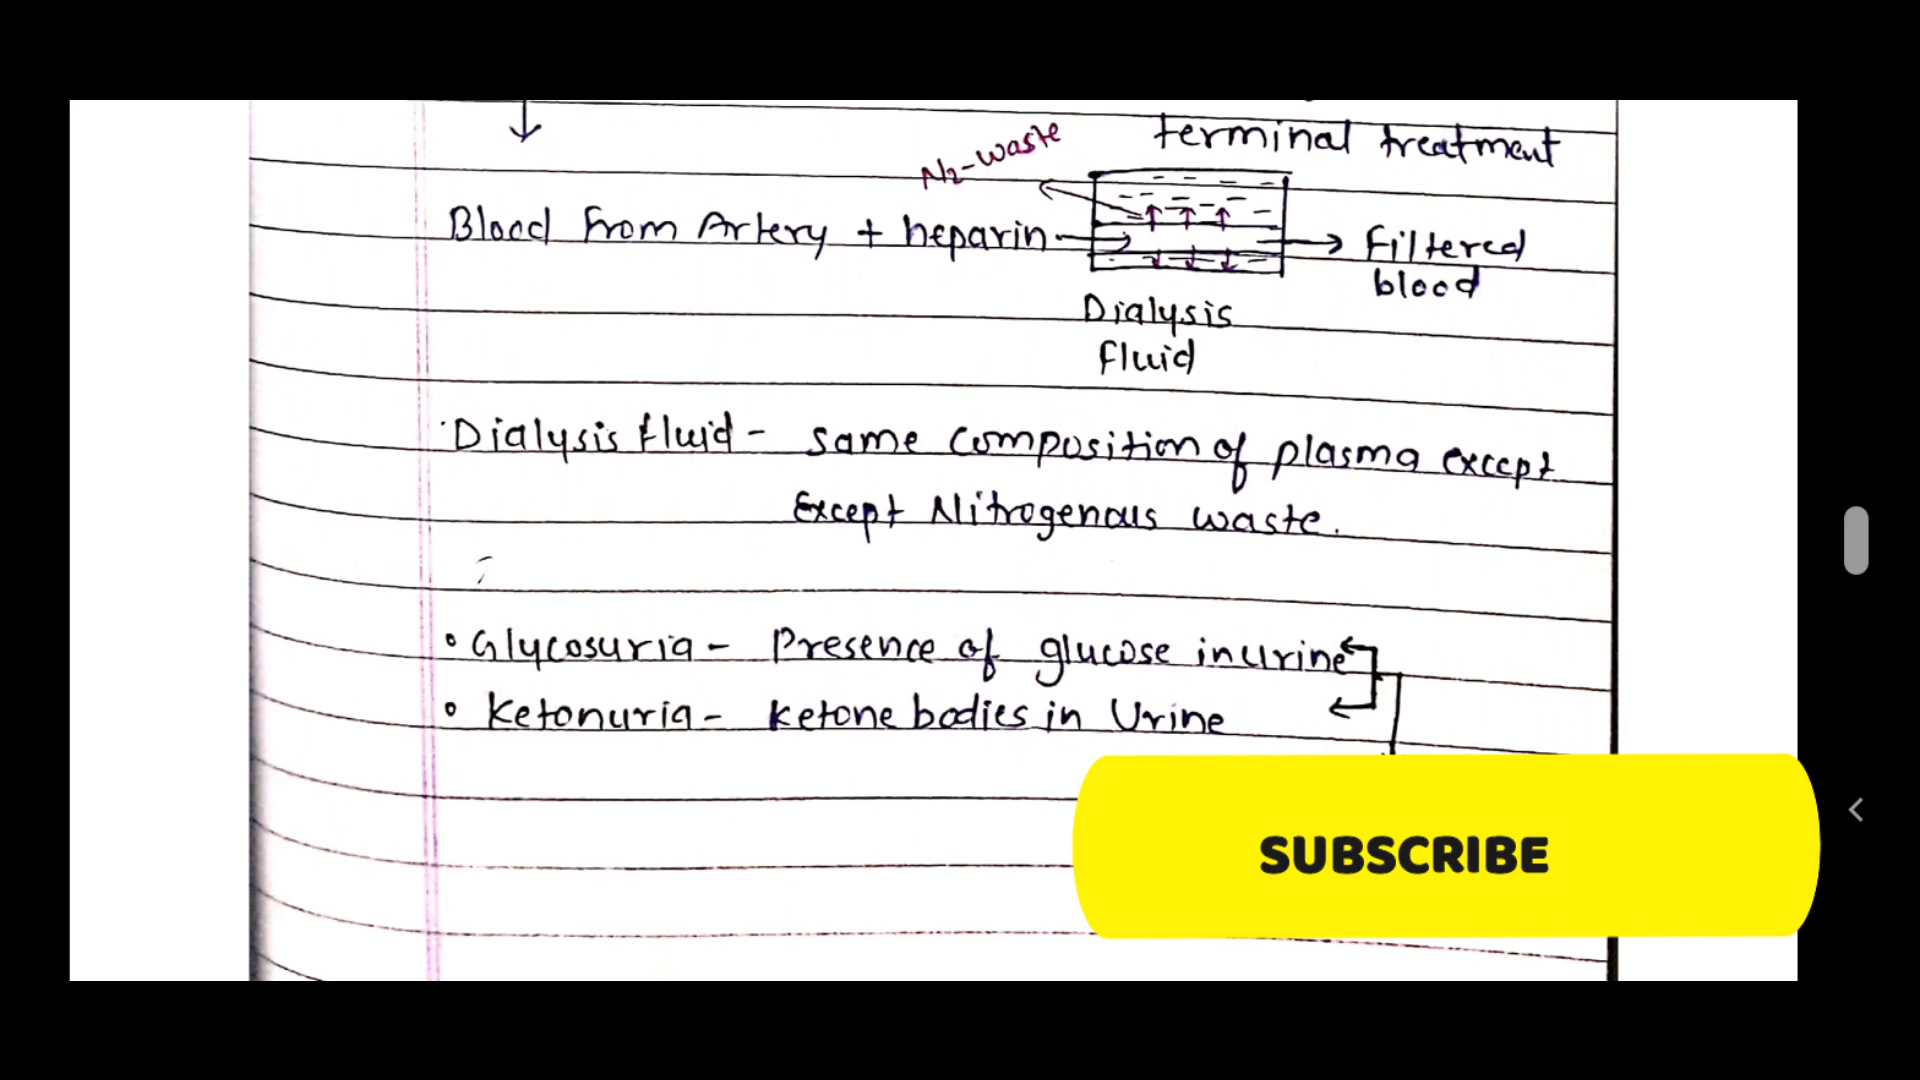 terminal treatment
N2-waste
Blood from Artery + heparin
Filtered
blood
Dialysis
fluid
Dialysis fluid - same composition of plasma except
Except Nitrogenous waste.
Glycosuria - Presence of glucose in urine
Ketonuria - ketone bodies in Urine
SUBSCRIBE